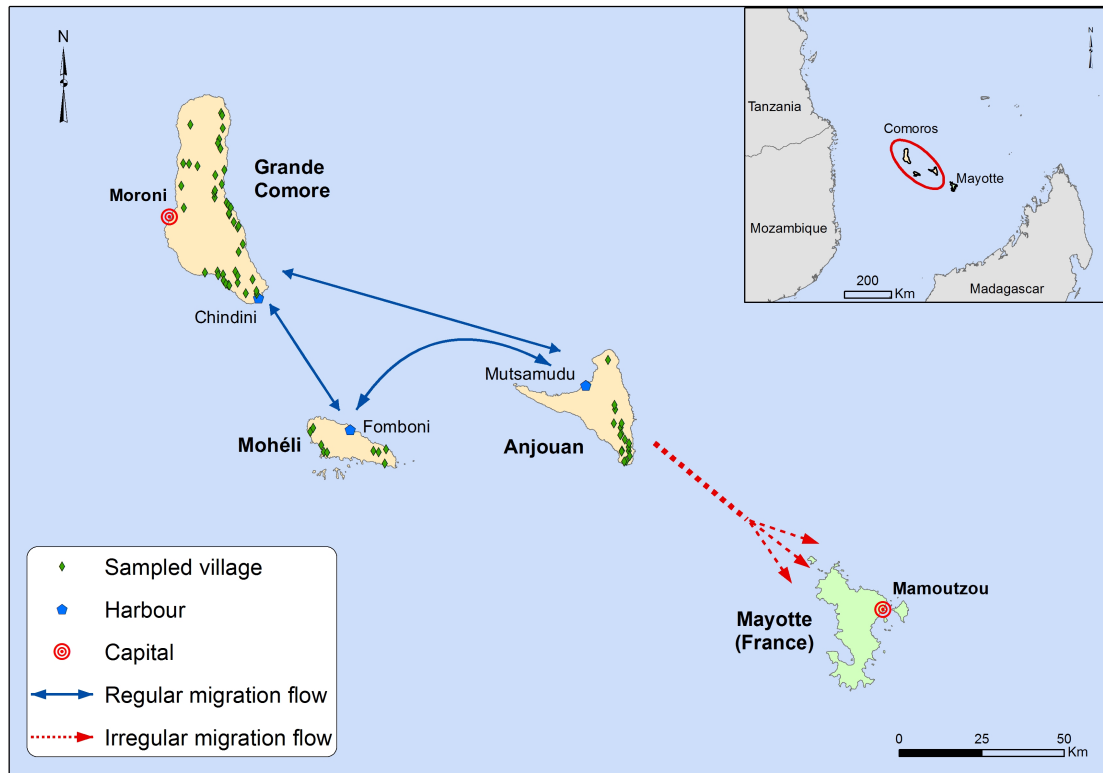 N
Grande
Comore
Moroni
Chindini
Mutsamudu
Fomboni
Mohéli
Anjouan
Mamoutzou
Mayotte
(France)
N
Tanzania
Comoros
Mayotte
Mozambique
200
Km
Madagascar
Sampled village
Harbour
Capital
Regular migration flow
Irregular migration flow
0 25 50
Km